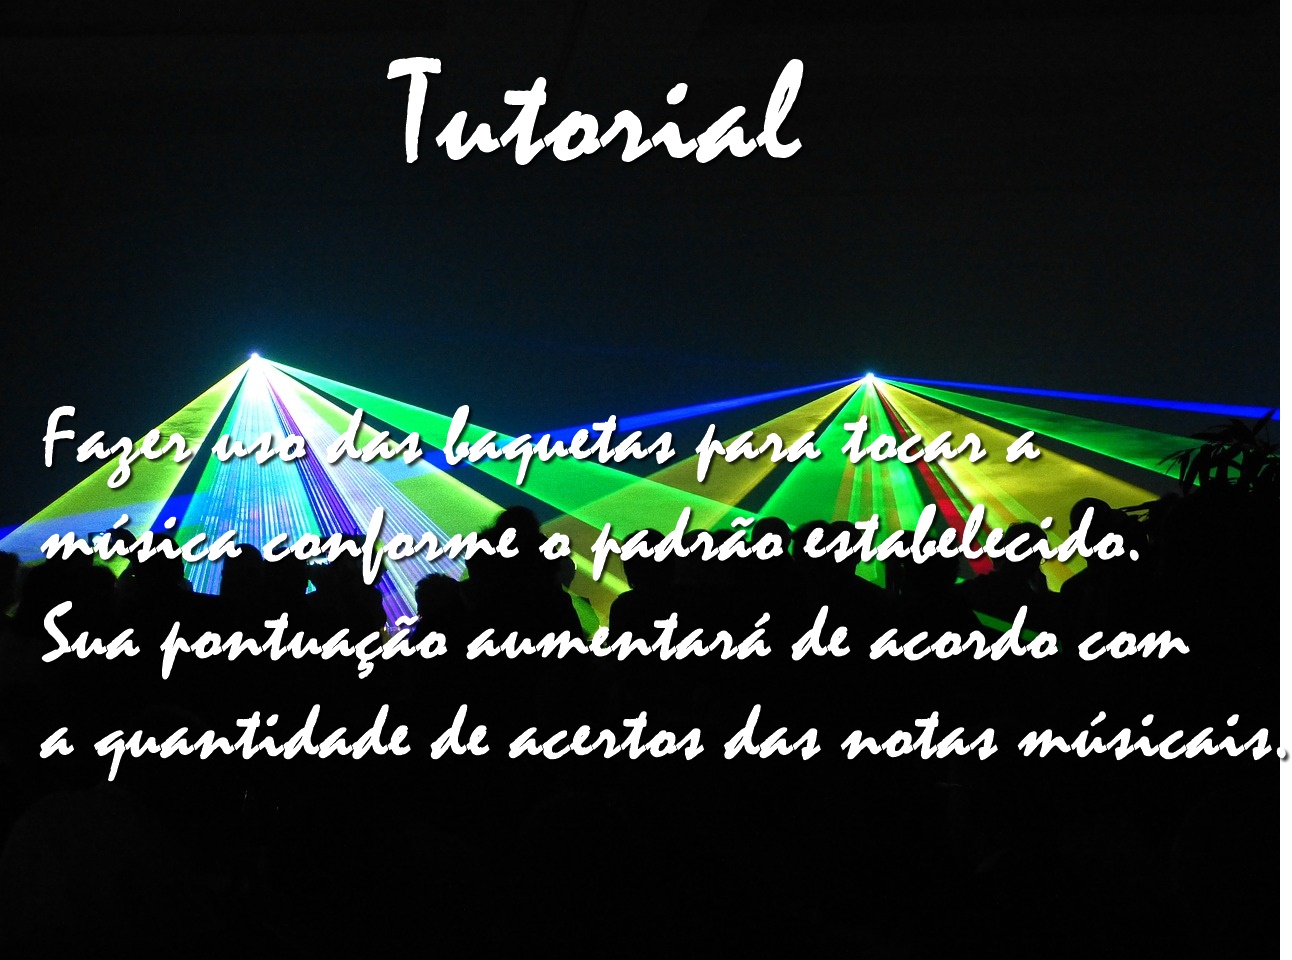 Tutorial
Fazer uso das baquetas para tocar a
música conforme o padrão estabelecido.
Sua pontuação aumentará de acordo com
a quantidade de acertos das notas músicais.